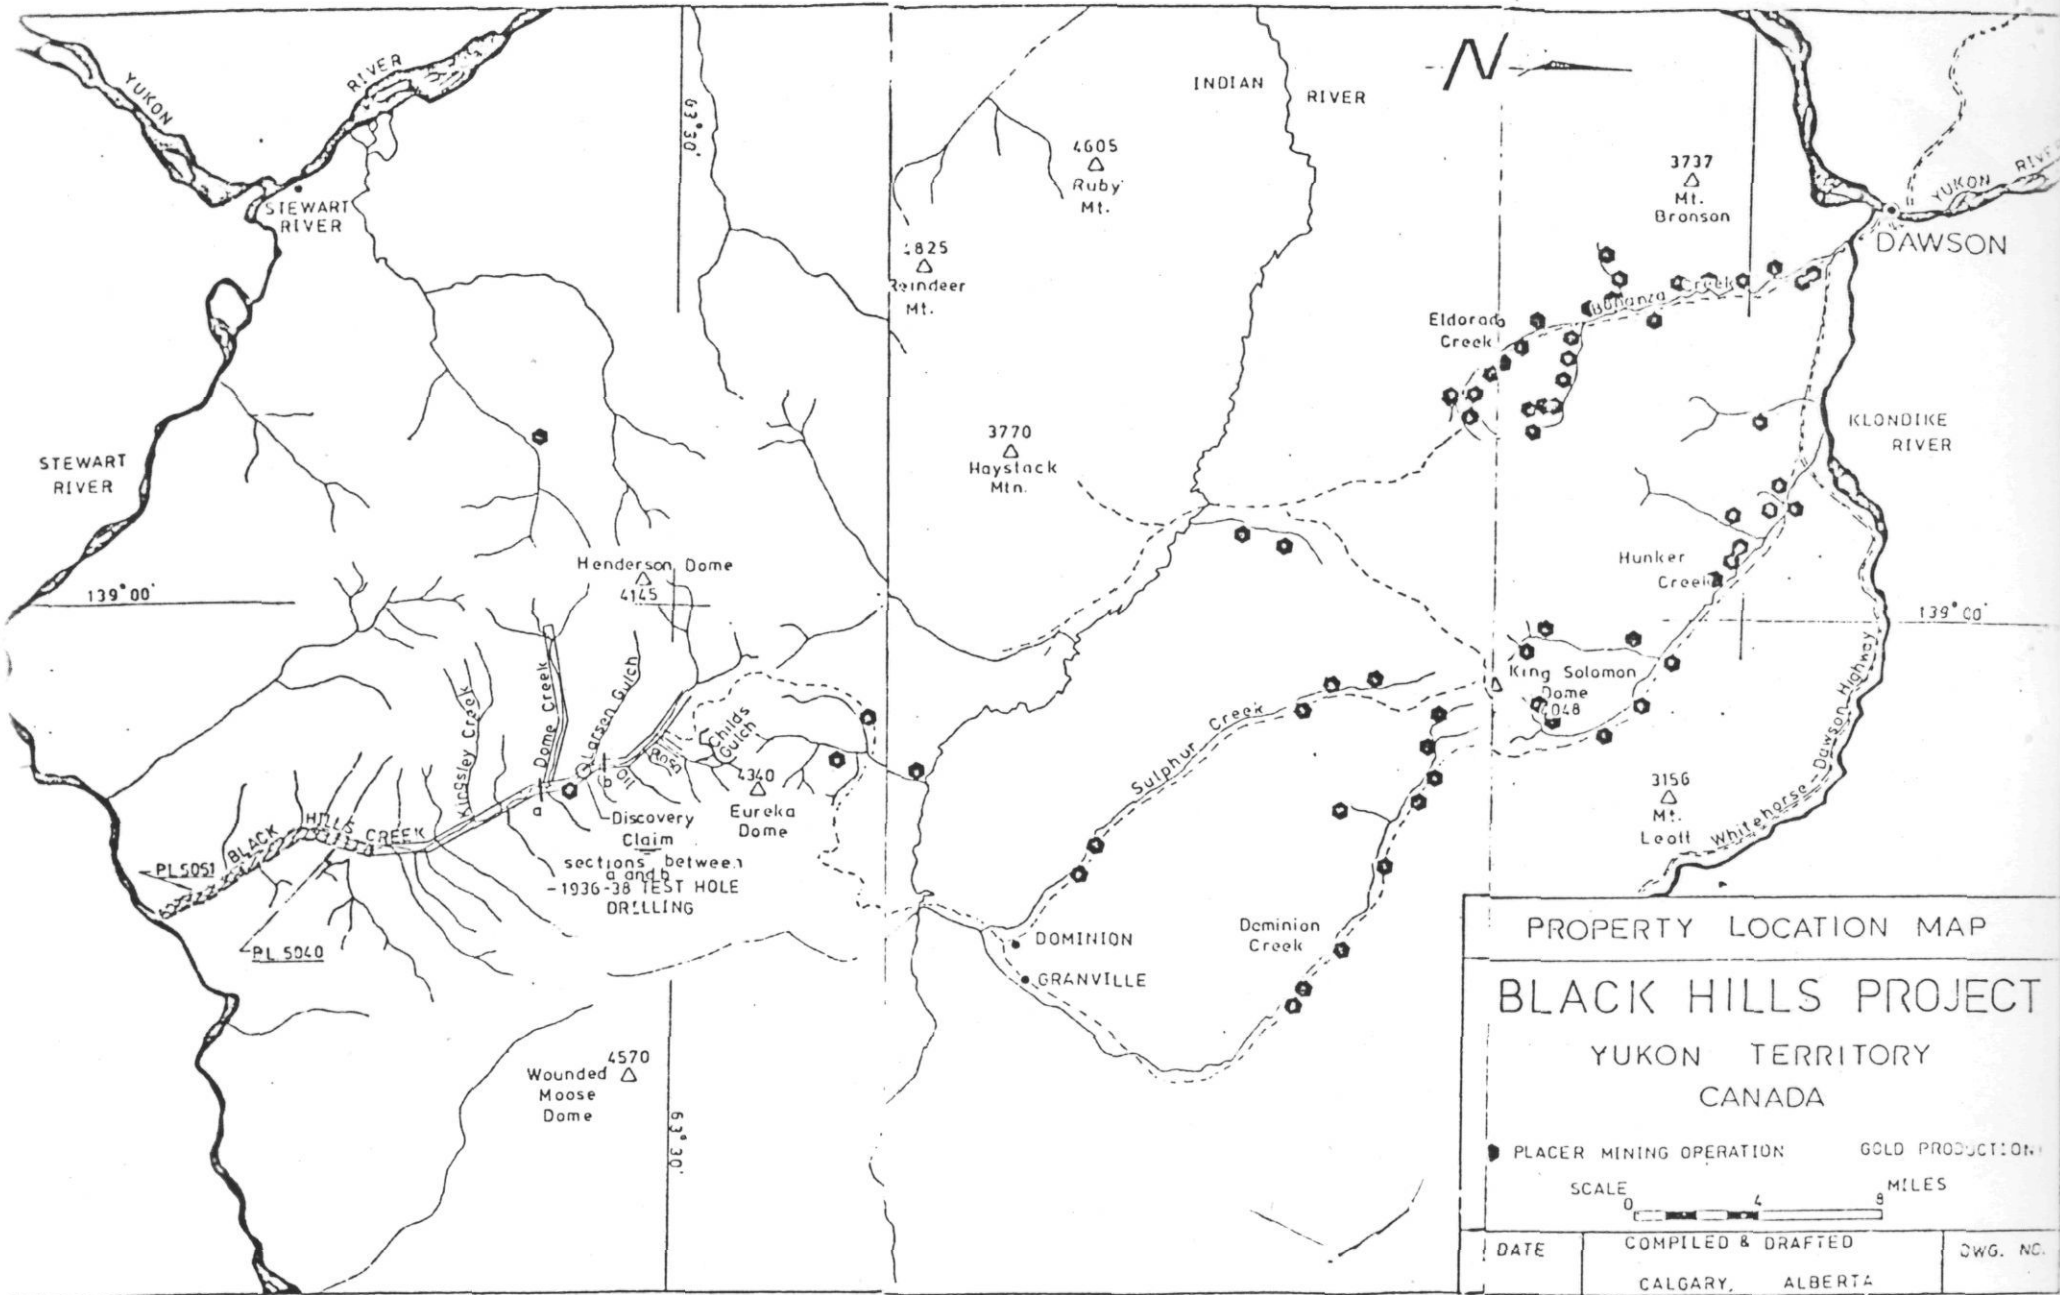 YUKON
RIVER
STEWART
RIVER
63°30'
INDIAN RIVER
N
4605
Ruby
Mt.
4825
Reindeer
Mt.
3737
Mt.
Bronson
YUKON RIVER
DAWSON
Bonanza Creek
Eldorado
Creek
KLONDIKE
RIVER
STEWART
RIVER
3770
Haystack
Mtn.
Henderson Dome
4145
139°00'
Hunker
Creek
139°00'
King Solomon
Dome
4048
Kingsley Creek
Dome Creek
Larsen Gulch
Childs
Gulch
4340
Eureka
Dome
a
b
Sulphur Creek
3156
Mt.
Leott
Whitehorse Dawson Highway
BLACK HILLS CREEK
PL5051
PL 5040
Discovery
Claim
sections between
a and b
-1936-38 TEST HOLE
DRILLING
DOMINION
GRANVILLE
Dominion
Creek
4570
Wounded
Moose
Dome
63°30'
PROPERTY LOCATION MAP
BLACK HILLS PROJECT
YUKON TERRITORY
CANADA
PLACER MINING OPERATION GOLD PRODUCTION
SCALE 0 4 8 MILES
DATE
COMPILED & DRAFTED
CALGARY, ALBERTA
DWG. NO.